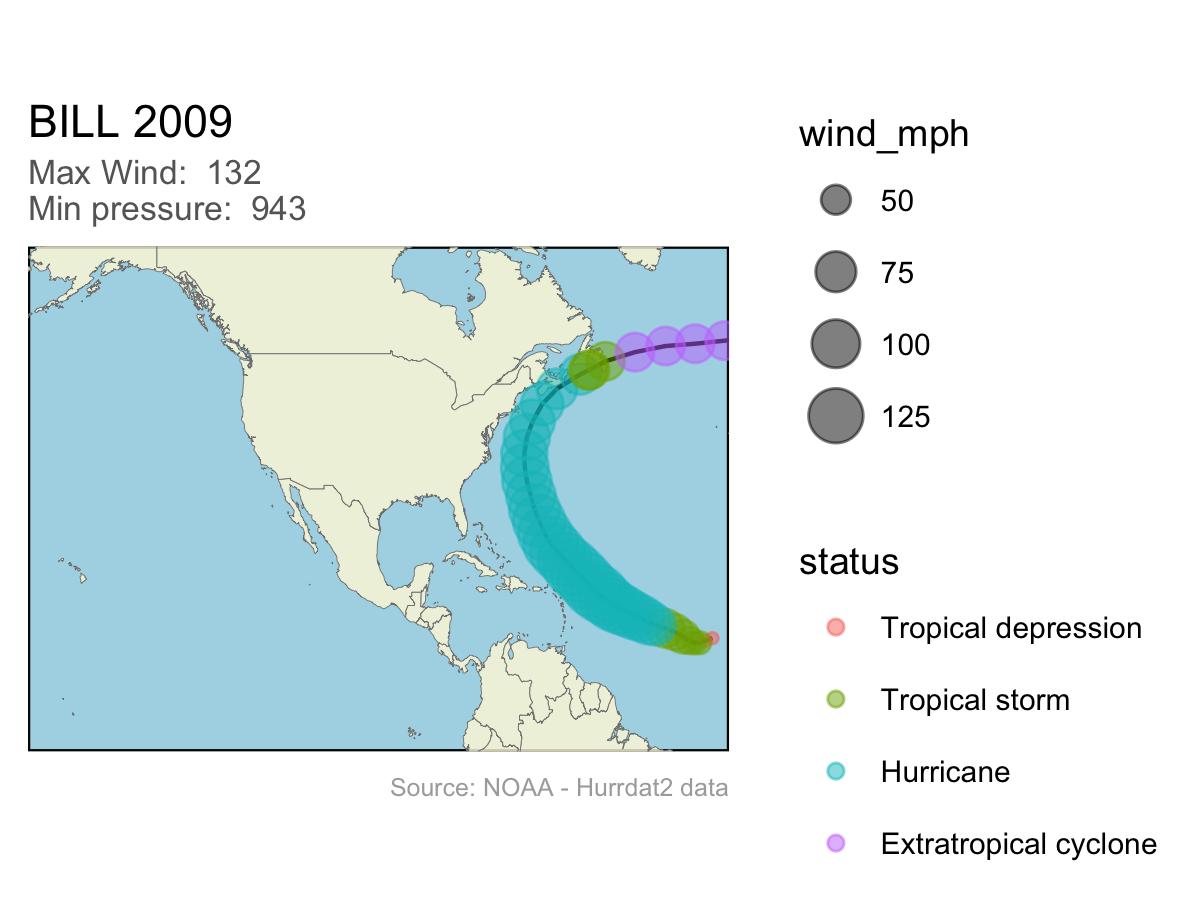 BILL 2009
Max Wind:  132
Min pressure:  943
Source: NOAA - Hurrdat2 data
wind_mph
50
75
100
125
status
Tropical depression
Tropical storm
Hurricane
Extratropical cyclone